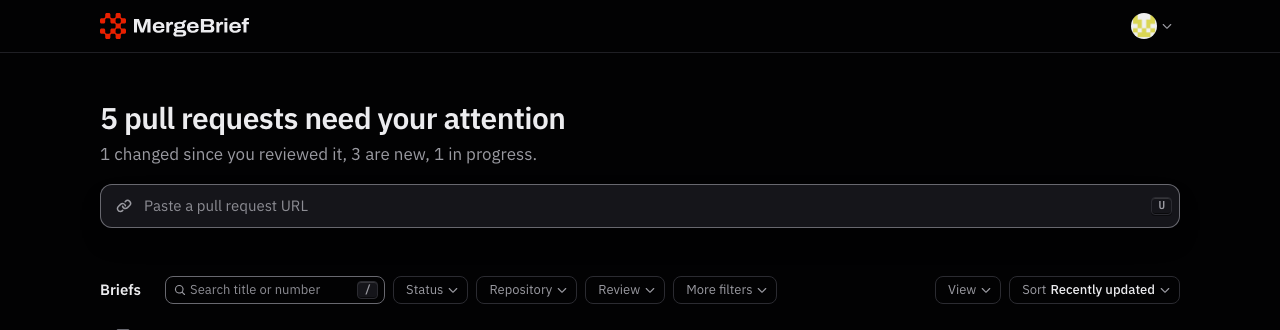 MergeBrief
5 pull requests need your attention
1 changed since you reviewed it, 3 are new, 1 in progress.
Paste a pull request URL U
Briefs Search title or number / Status Repository Review More filters View Sort Recently updated